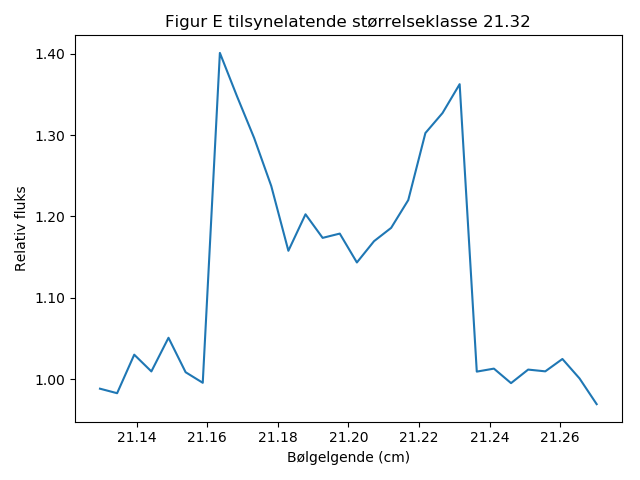 Figur E tilsynelatende størrelseklasse 21.32
1.40
1.30
1.20
1.10
1.00
Relativ fluks
21.14 21.16 21.18 21.20 21.22 21.24 21.26
Bølgelgende (cm)